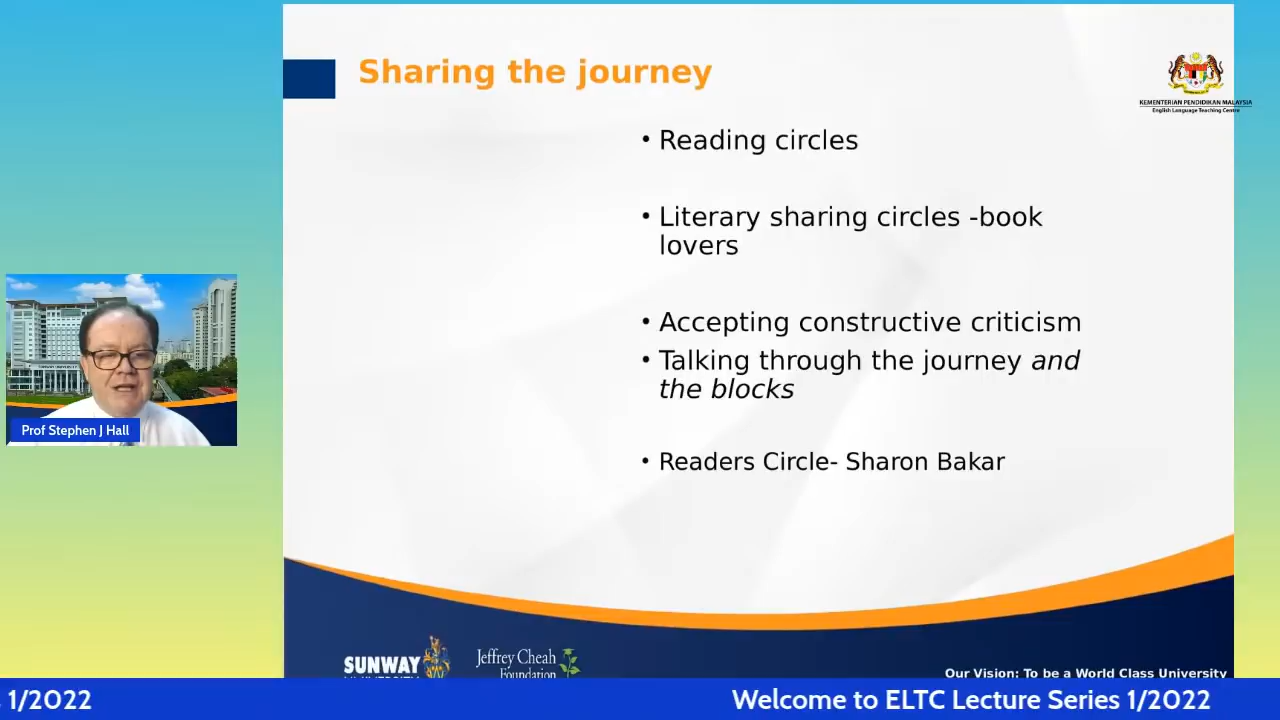 Sharing the journey
KEMENTERIAN PENDIDIKAN MALAYSIA
English Language Teaching Centre
• Reading circles
• Literary sharing circles -book
lovers
• Accepting constructive criticism
• Talking through the journey and
the blocks
• Readers Circle- Sharon Bakar
Prof Stephen J Hall
SUNWAY
Jeffrey Cheah
Foundation
Our Vision: To be a World Class University
1/2022
Welcome to ELTC Lecture Series 1/2022